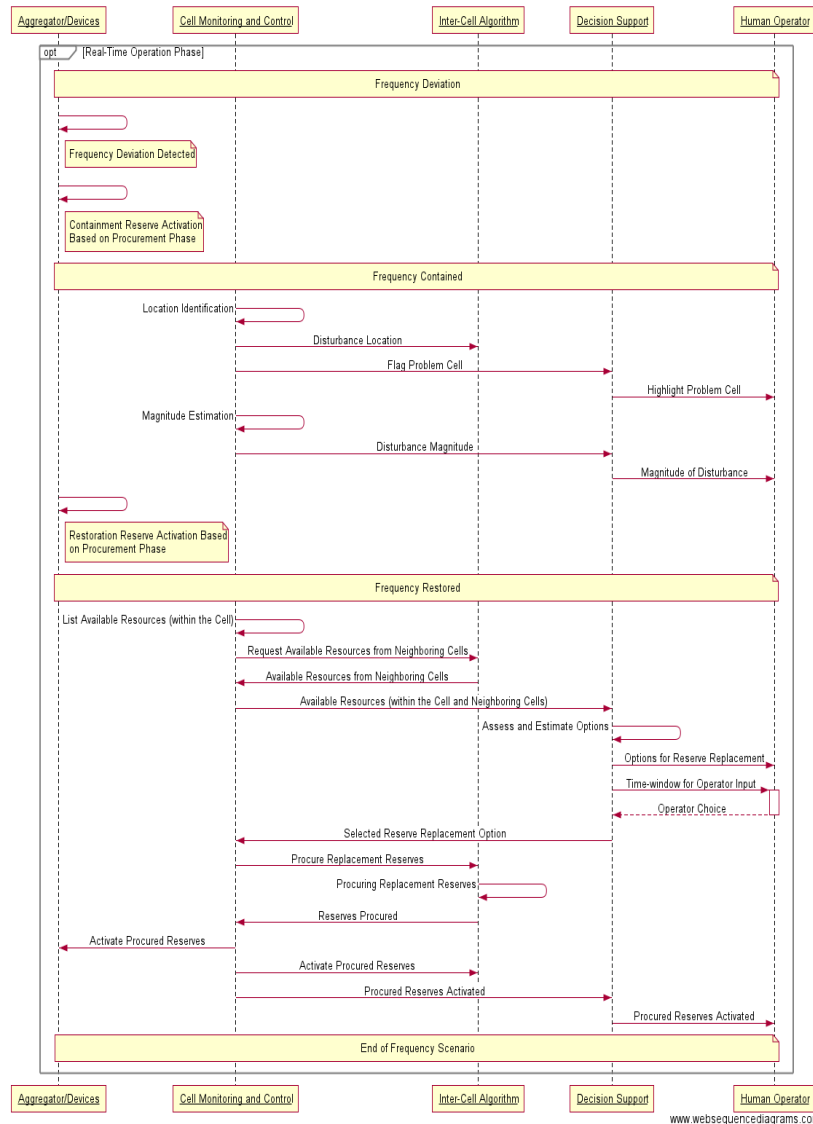 Aggregator/Devices
Cell Monitoring and Control
Inter-Cell Algorithm
Decision Support
Human Operator
opt
[Real-Time Operation Phase]
Frequency Deviation
Frequency Deviation Detected
Containment Reserve Activation
Based on Procurement Phase
Frequency Contained
Location Identification
Disturbance Location
Flag Problem Cell
Highlight Problem Cell
Magnitude Estimation
Disturbance Magnitude
Magnitude of Disturbance
Restoration Reserve Activation Based
on Procurement Phase
Frequency Restored
List Available Resources (within the Cell)
Request Available Resources from Neighboring Cells
Available Resources from Neighboring Cells
Available Resources (within the Cell and Neighboring Cells)
Assess and Estimate Options
Options for Reserve Replacement
Time-window for Operator Input
Operator Choice
Selected Reserve Replacement Option
Procure Replacement Reserves
Procuring Replacement Reserves
Reserves Procured
Activate Procured Reserves
Activate Procured Reserves
Procured Reserves Activated
Procured Reserves Activated
End of Frequency Scenario
Aggregator/Devices
Cell Monitoring and Control
Inter-Cell Algorithm
Decision Support
Human Operator
www.websequencediagrams.co